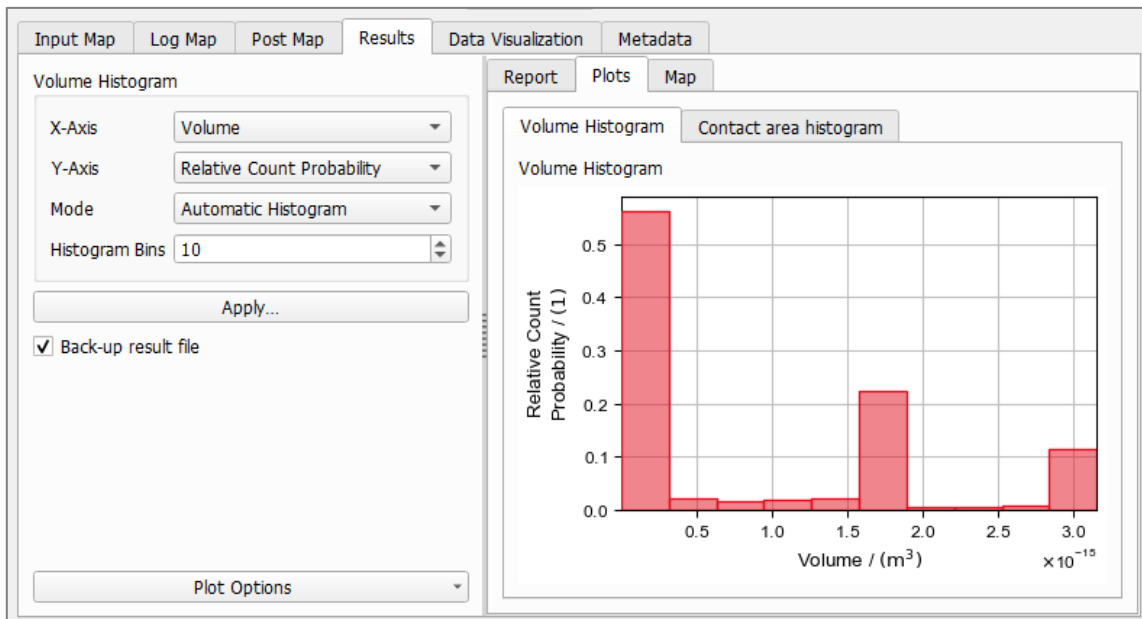 Input Map Log Map Post Map Results Data Visualization Metadata
Volume Histogram
X-Axis Volume
Y-Axis Relative Count Probability
Mode Automatic Histogram
Histogram Bins 10
Apply...
Back-up result file
Plot Options
Report Plots Map
Volume Histogram Contact area histogram
Volume Histogram
Relative Count
Probability / (1)
0.5
0.4
0.3
0.2
0.1
0.0
0.5 1.0 1.5 2.0 2.5 3.0
Volume / (m³)
×10⁻¹⁵